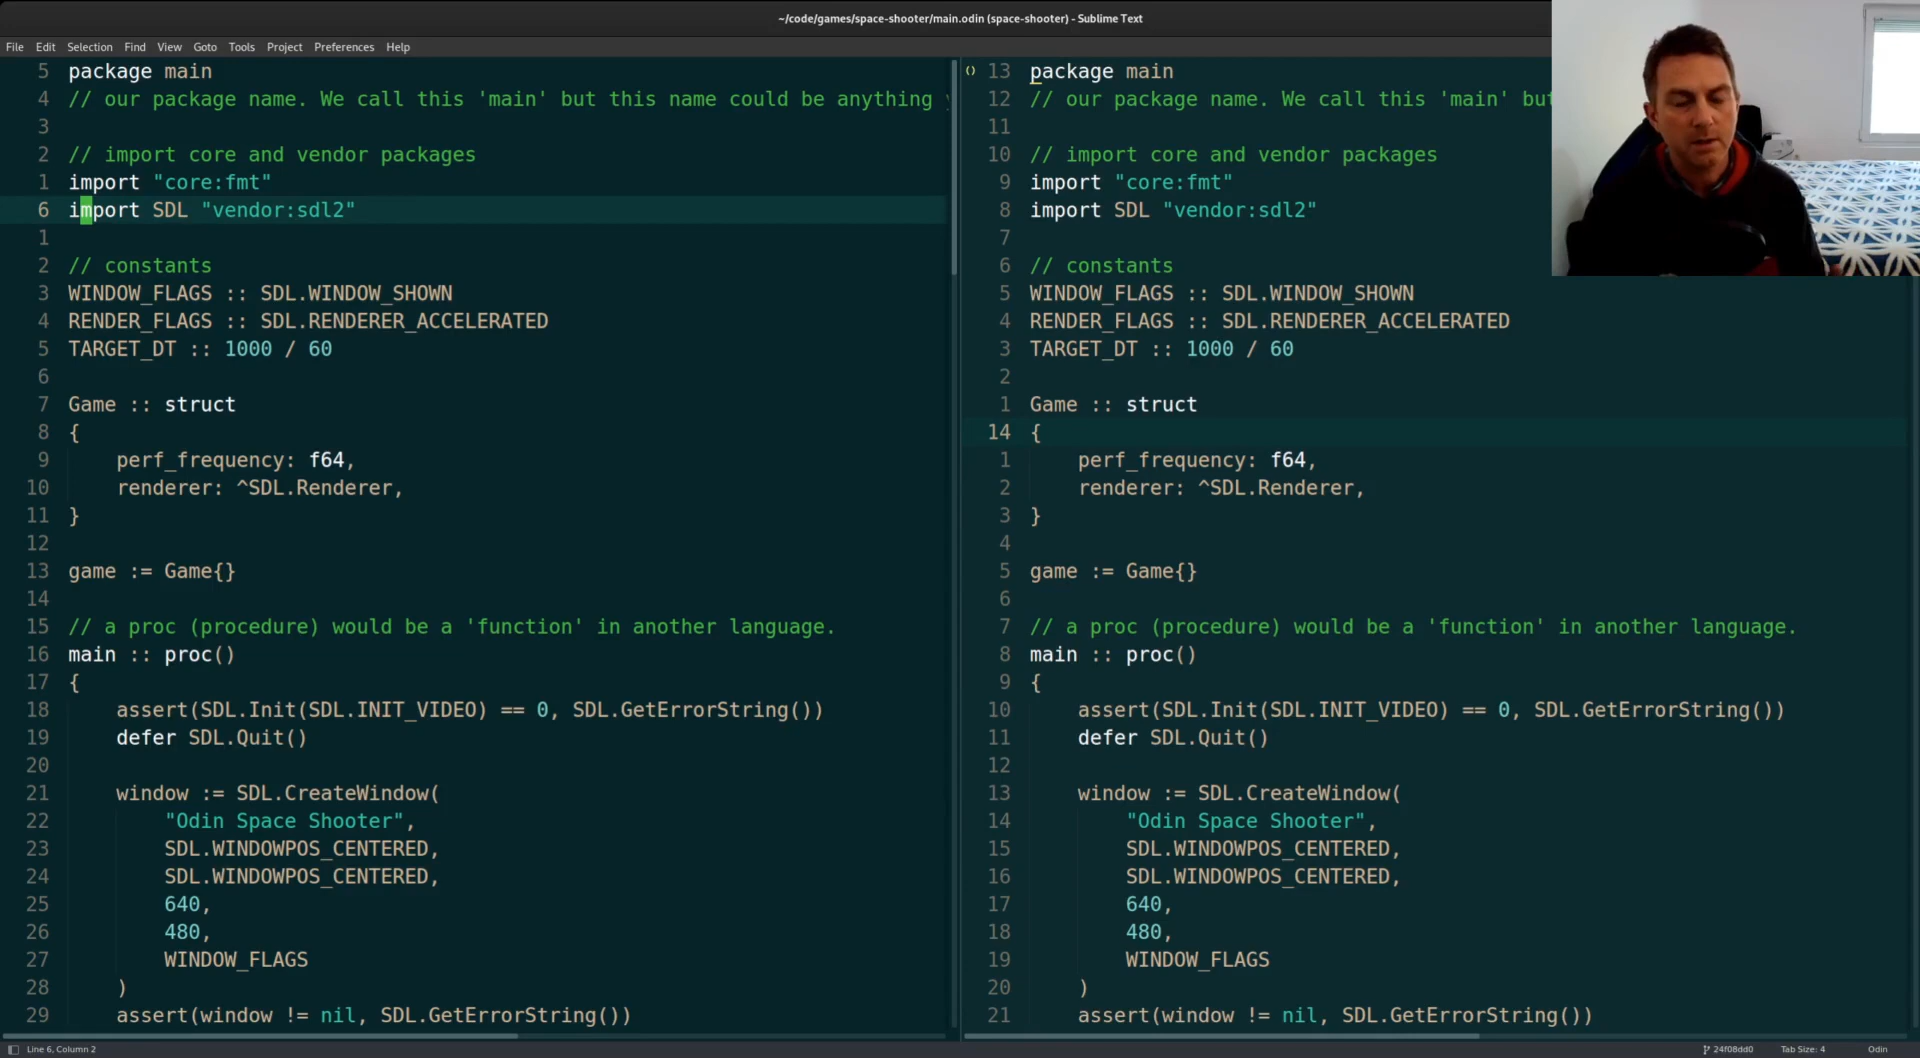 ~/code/games/space-shooter/main.odin (space-shooter) - Sublime Text
File Edit Selection Find View Goto Tools Project Preferences Help
5 package main
4 // our package name. We call this 'main' but this name could be anything
3
2 // import core and vendor packages
1 import "core:fmt"
6 import SDL "vendor:sdl2"
1
2 // constants
3 WINDOW_FLAGS :: SDL.WINDOW_SHOWN
4 RENDER_FLAGS :: SDL.RENDERER_ACCELERATED
5 TARGET_DT :: 1000 / 60
6
7 Game :: struct
8 {
9 perf_frequency: f64,
10 renderer: ^SDL.Renderer,
11 }
12
13 game := Game{}
14
15 // a proc (procedure) would be a 'function' in another language.
16 main :: proc()
17 {
18 assert(SDL.Init(SDL.INIT_VIDEO) == 0, SDL.GetErrorString())
19 defer SDL.Quit()
20
21 window := SDL.CreateWindow(
22 "Odin Space Shooter",
23 SDL.WINDOWPOS_CENTERED,
24 SDL.WINDOWPOS_CENTERED,
25 640,
26 480,
27 WINDOW_FLAGS
28 )
29 assert(window != nil, SDL.GetErrorString())
() 13 package main
12 // our package name. We call this 'main' but
11
10 // import core and vendor packages
9 import "core:fmt"
8 import SDL "vendor:sdl2"
7
6 // constants
5 WINDOW_FLAGS :: SDL.WINDOW_SHOWN
4 RENDER_FLAGS :: SDL.RENDERER_ACCELERATED
3 TARGET_DT :: 1000 / 60
2
1 Game :: struct
14 {
1 perf_frequency: f64,
2 renderer: ^SDL.Renderer,
3 }
4
5 game := Game{}
6
7 // a proc (procedure) would be a 'function' in another language.
8 main :: proc()
9 {
10 assert(SDL.Init(SDL.INIT_VIDEO) == 0, SDL.GetErrorString())
11 defer SDL.Quit()
12
13 window := SDL.CreateWindow(
14 "Odin Space Shooter",
15 SDL.WINDOWPOS_CENTERED,
16 SDL.WINDOWPOS_CENTERED,
17 640,
18 480,
19 WINDOW_FLAGS
20 )
21 assert(window != nil, SDL.GetErrorString())
Line 6, Column 2
24f08dd0 Tab Size: 4 Odin